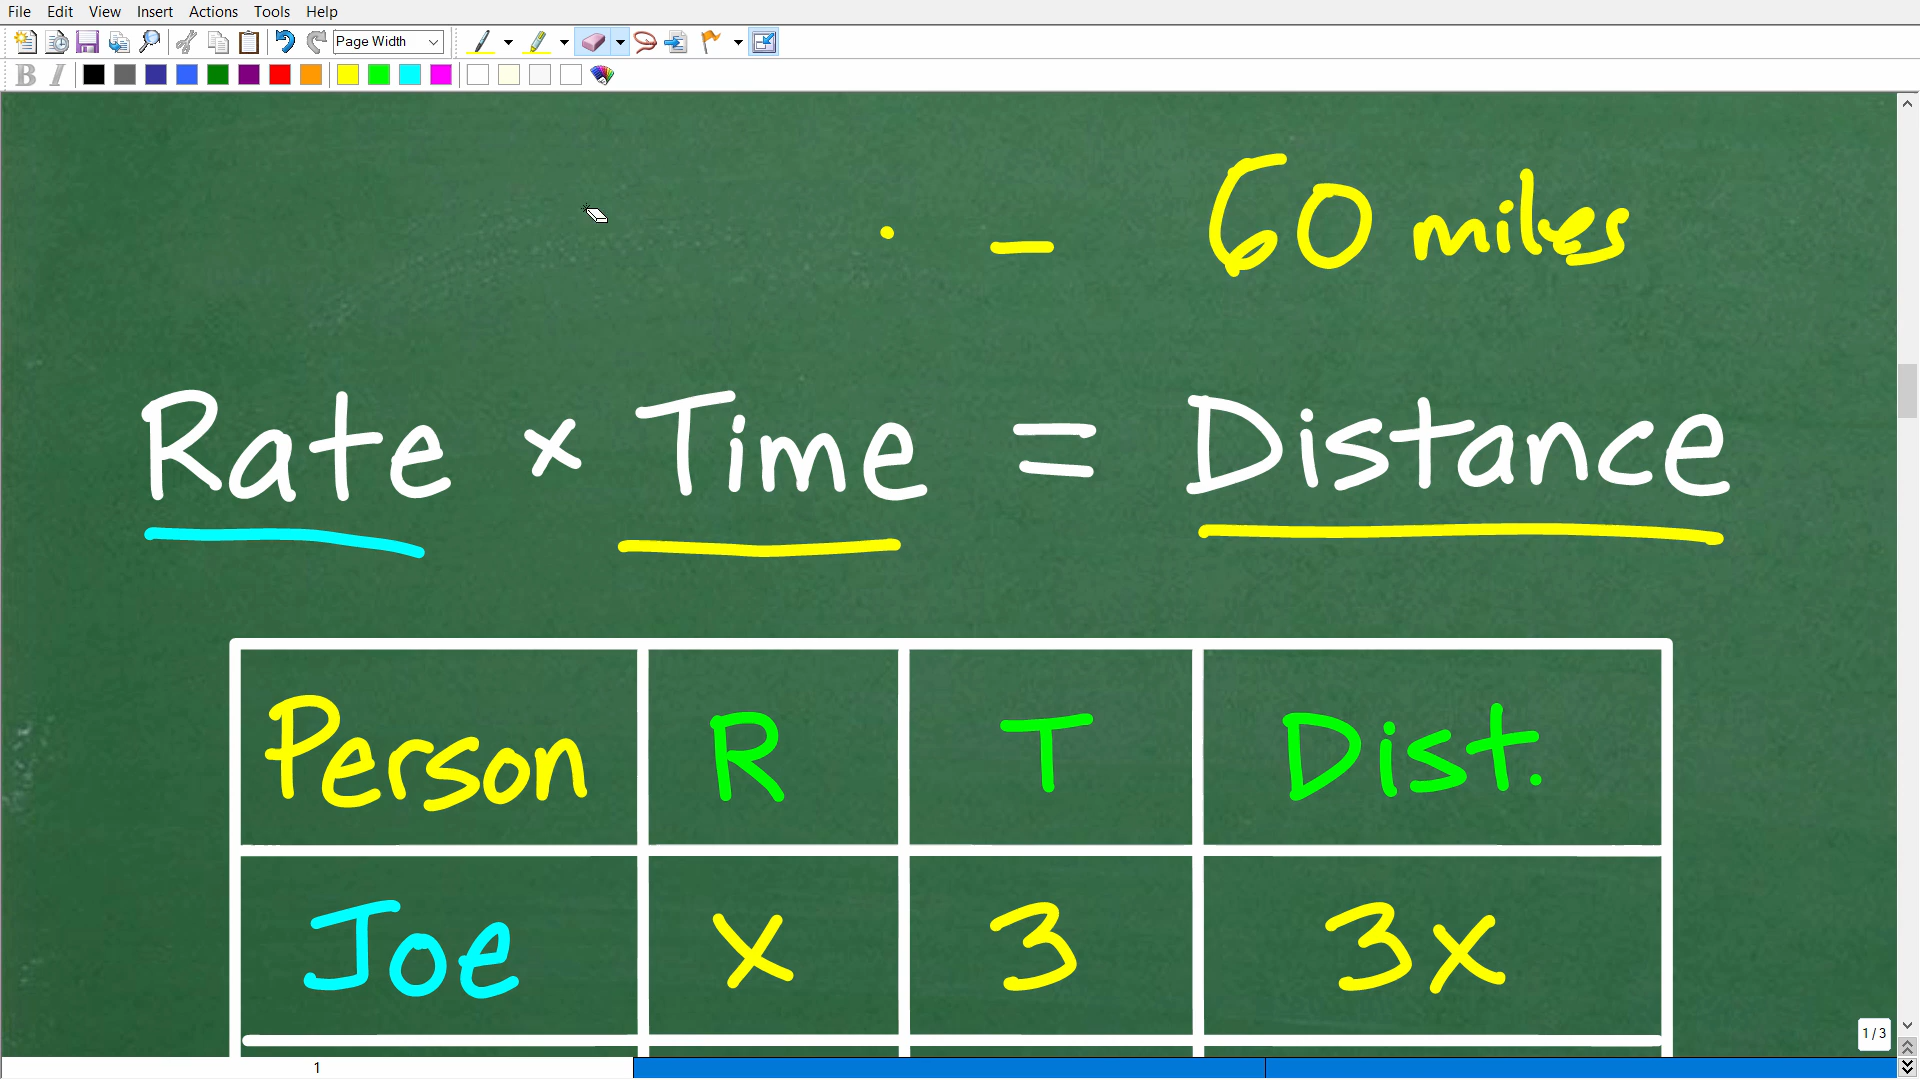 File Edit View Insert Actions Tools Help
Page Width
B I
. – 60 miles
Rate × Time = Distance
Person R T Dist.
Joe x 3 3x
1 / 3
1